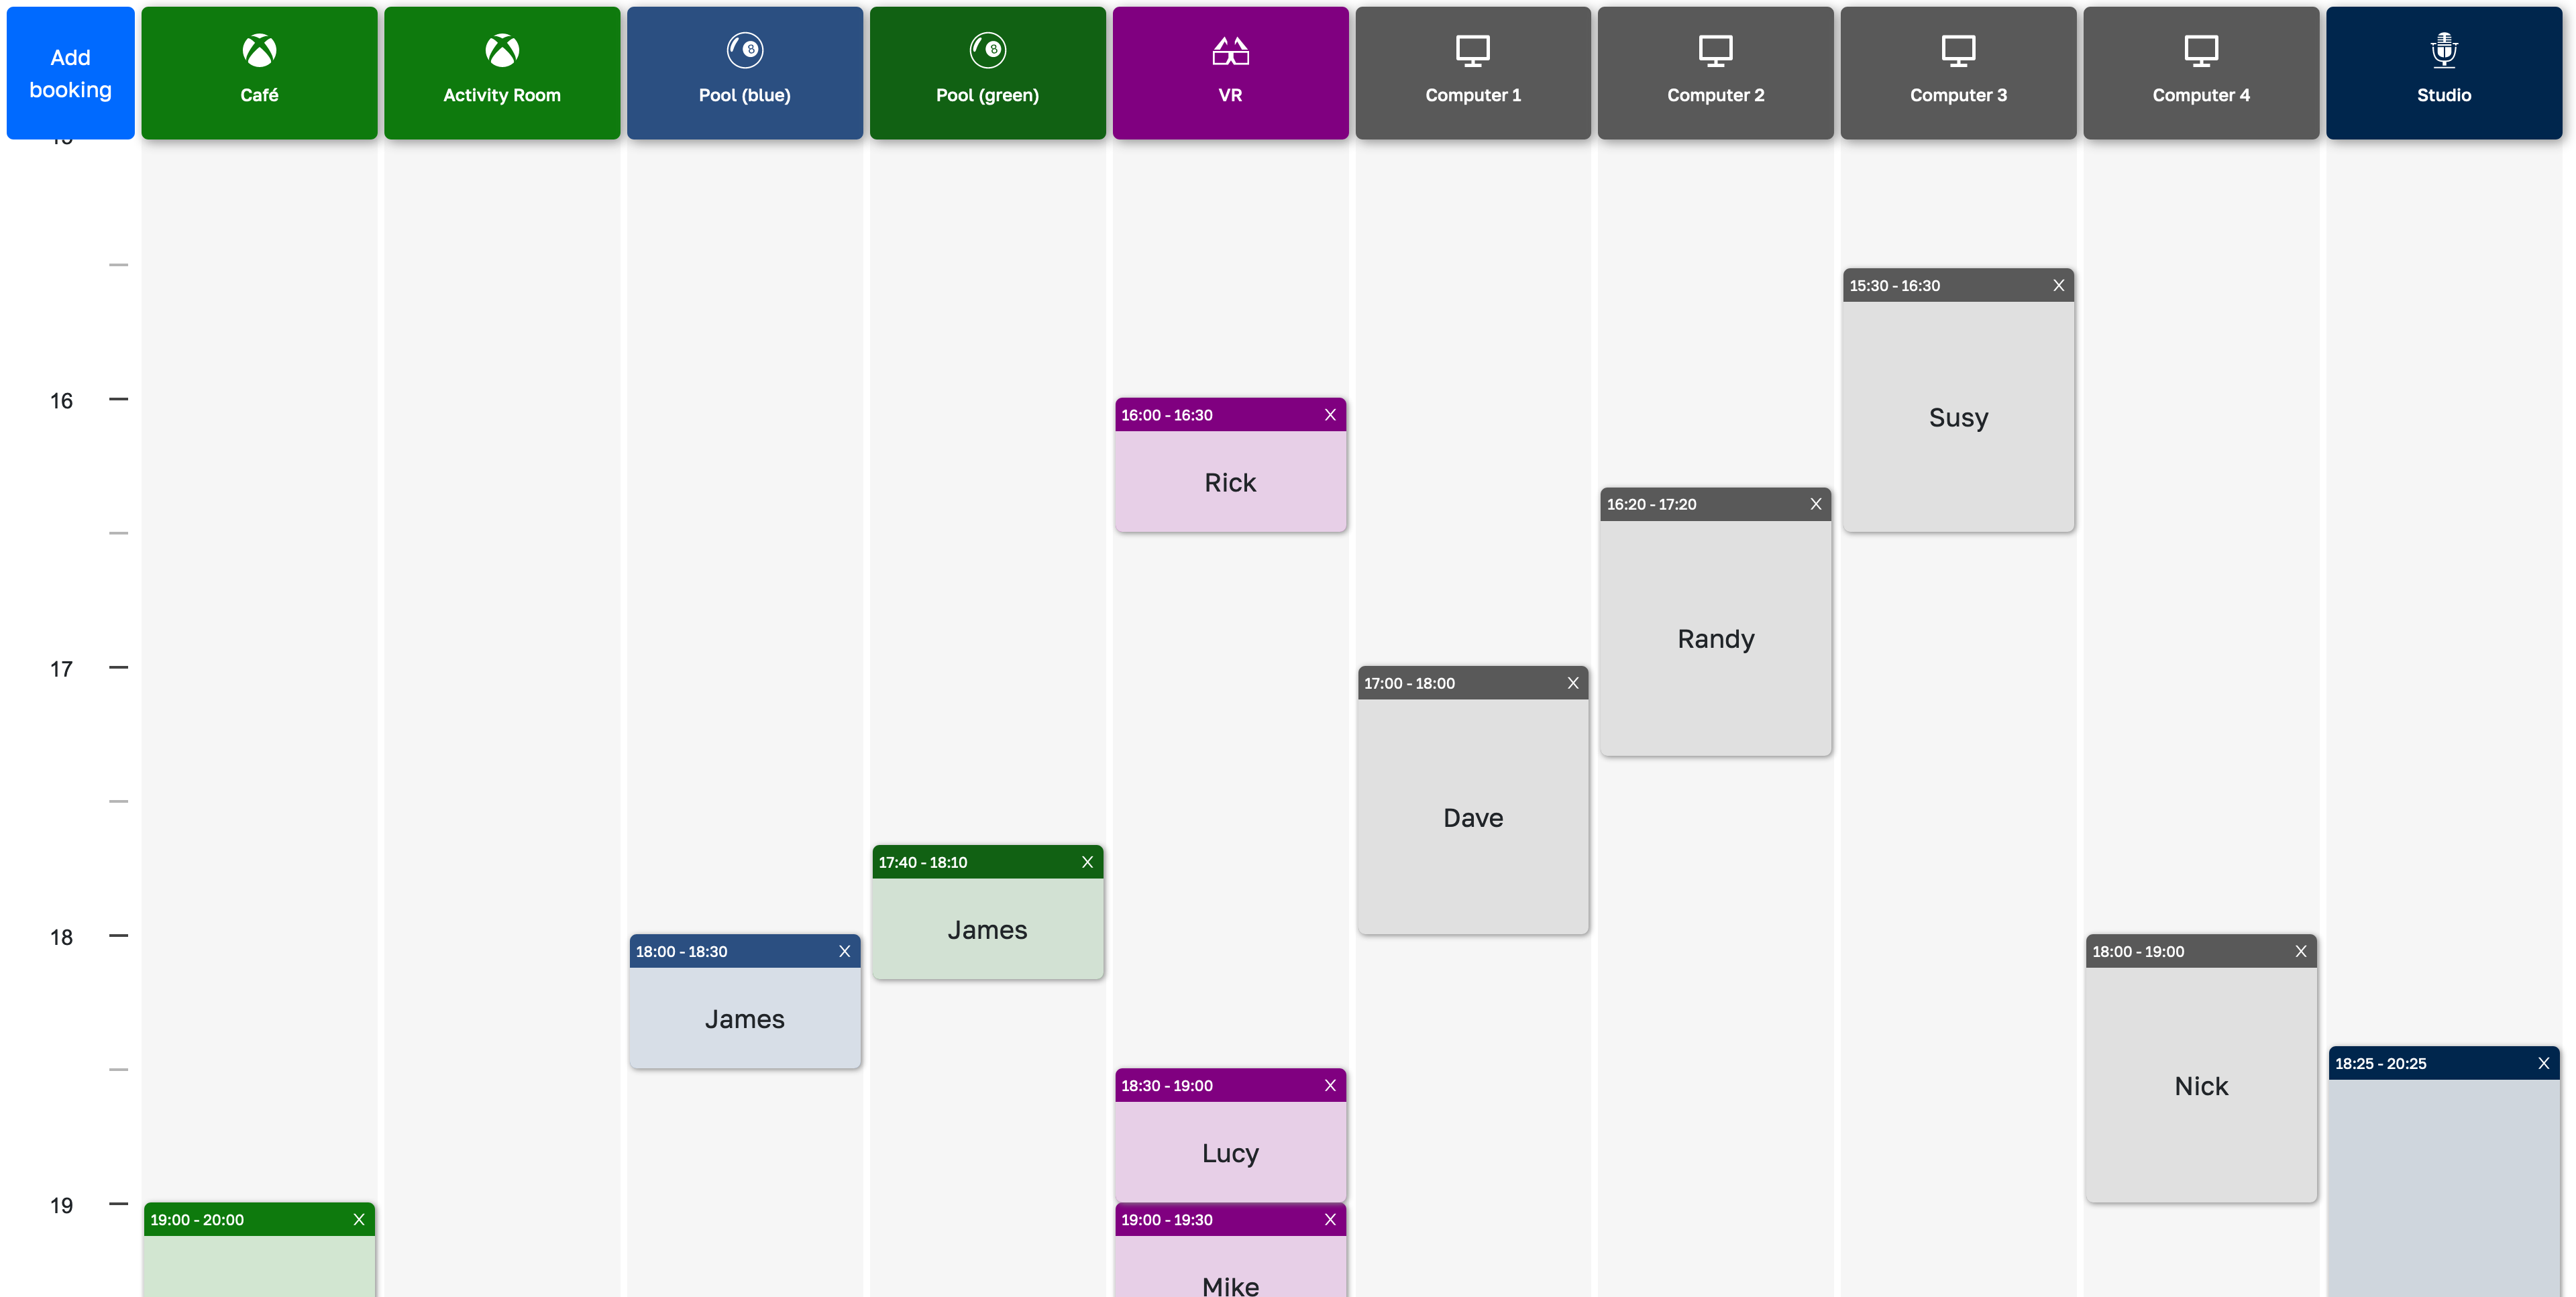 Add
booking
Café
Activity Room
8
Pool (blue)
8
Pool (green)
VR
Computer 1
Computer 2
Computer 3
Computer 4
Studio
15:30 - 16:30 X
Susy
16
16:00 - 16:30 X
Rick
16:20 - 17:20 X
Randy
17
17:00 - 18:00 X
Dave
17:40 - 18:10 X
James
18
18:00 - 18:30 X
James
18:00 - 19:00 X
Nick
18:25 - 20:25 X
18:30 - 19:00 X
Lucy
19
19:00 - 20:00 X
19:00 - 19:30 X
Mike